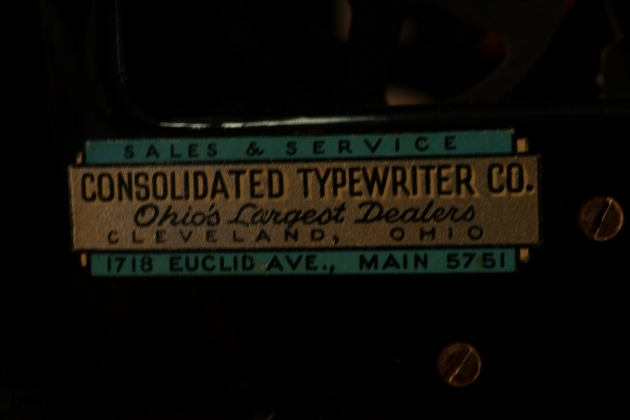 SALES & SERVICE
CONSOLIDATED TYPEWRITER CO.
Ohio's Largest Dealers
CLEVELAND, OHIO
1718 EUCLID AVE., MAIN 5751